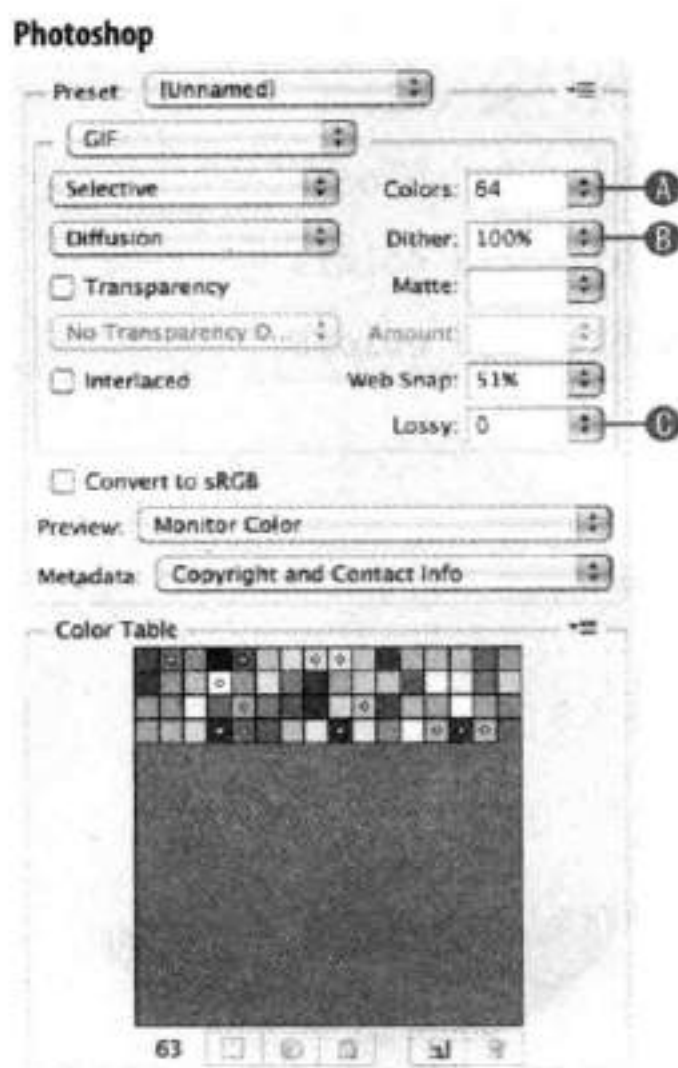 Photoshop
Preset: [Unnamed]
GIF
Selective Colors: 64 A
Diffusion Dither: 100% B
Transparency Matte:
No Transparency D... Amount:
Interlaced Web Snap: 51%
Lossy: 0 C
Convert to sRGB
Preview: Monitor Color
Metadata: Copyright and Contact Info
Color Table
63